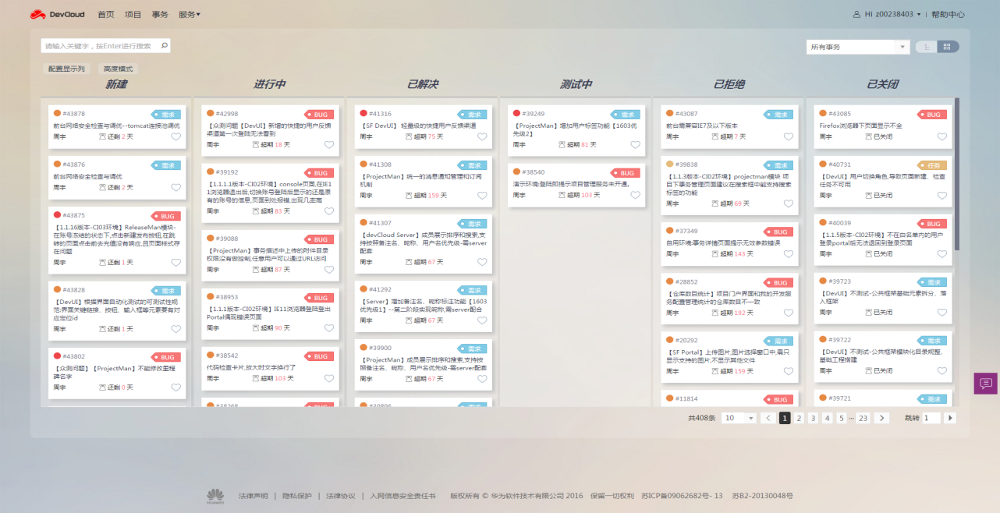 DevCloud 首页 项目 事务 服务
Hi z00238403 | 帮助中心
请输入关键字，按Enter进行搜索
所有事务
配置显示列 高度模式
新建
#43878 需求
前台网络安全检查与调优--tomcat连接池调优
周宇 还剩 2 天
#43876 需求
前台网络安全检查与调优
周宇 还剩 2 天
#43875 BUG
【1.1.16版本-CI03环境】ReleaseMan模块-
在账号冻结的状态下,点击新建发布按钮,在跳
转的页面点击前去充值没有响应,且页面样式存
在问题
周宇 还剩 1 天
#43828 需求
【DevUI】根据界面自动化测试的可测试性规
范:界面关键链接、按钮、输入框等元素要有对
应定位id
周宇 还剩 1 天
#43802 BUG
【众测问题】【ProjectMan】不能修改里程
碑名字
周宇 还剩 0 天
进行中
#42998 BUG
【众测问题【DevUI】新增的快捷的用户反馈
渠道第一次登陆无法看到
周宇 超期 18 天
#39192 BUG
【1.1.1.1版本-CI02环境】console页面,在IE1
1浏览器退出后,切换账号登陆后显示的还是原
有的账号的信息,页面到处报错,出现几率高
周宇 超期 83 天
#39088 BUG
【ProjectMan】事务描述中上传的附件目录
权限没有做控制,任意用户可以通过URL访问
周宇 超期 87 天
#38953 BUG
【1.1.1版本-CI02环境】IE11浏览器登陆登出
Portal偶现错误页面
周宇 超期 90 天
#38542 BUG
代码检查卡片,放大时文字换行了
周宇 超期 103 天
#38268 BUG
已解决
#41316 需求
【SF DevUI】 轻量级的快捷用户反馈渠道
周宇 超期 75 天
#41308 需求
【ProjectMan】统一的消息通知管理和订阅
机制
周宇 超期 159 天
#41307 需求
【devCloud Server】成员展示排序和搜索,支
持按照备注名、昵称、用户名优先级-需server
配套
周宇 超期 67 天
#41292 需求
【Server】增加备注名、昵称标注功能【1603
优先级1】--第二阶段实现昵称,需server配合
周宇 超期 67 天
#39900 需求
【ProjectMan】成员展示排序和搜索,支持按
照备注名、昵称、用户名优先级-需server配套
周宇 超期 67 天
#39896 需求
测试中
#39249 需求
【ProjectMan】增加用户标签功能【1603优
先级2】
周宇 超期 81 天
#38540 BUG
演示环境:登陆即提示项目管理服务未开通。
周宇 超期 103 天
已拒绝
#43087 需求
前台需兼容IE7及以下版本
周宇 超期 7 天
#39838 需求
【1.1.3版本-CI02环境】projectman模块 项
目下事务管理页面建议在搜索框中能支持搜索
标签的功能
周宇 超期 69 天
#37349 BUG
自用环境:事务详情页面提示无效参数错误
周宇 超期 143 天
#28852 BUG
【仓库数目统计】项目门户界面和我的开发服
务配置管理统计的仓库数目不一致
周宇 超期 192 天
#20292 需求
【SF Portal】上传图片,图片选择窗口中,需只
显示支持的图片,不显示其他文件
周宇 超期 159 天
#11814 BUG
已关闭
#43085 BUG
Firefox浏览器下页面显示不全
周宇 已关闭
#40731 任务
【DevUI】用户切换角色,导致页面新建、检查
任务不可用
周宇 已关闭
#40039 BUG
【1.1.5版本-CI02环境】不在白名单内的用户
登录portal后无法退回到登录页面
周宇 已关闭
#39723 需求
【DevUI】不测试-公共框架基础元素拆分、落
入框架
周宇 已关闭
#39722 需求
【DevUI】不测试-公共框架模块化目录规整、
基础工程搭建
周宇 已关闭
#39721 需求
共408条 10 1 2 3 4 5 ... 23 跳转 1
HUAWEI 法律声明 | 隐私保护 | 法律协议 | 入网信息安全责任书 版权所有 © 华为软件技术有限公司 2016 保留一切权利 苏ICP备09062682号- 13 苏B2-20130048号